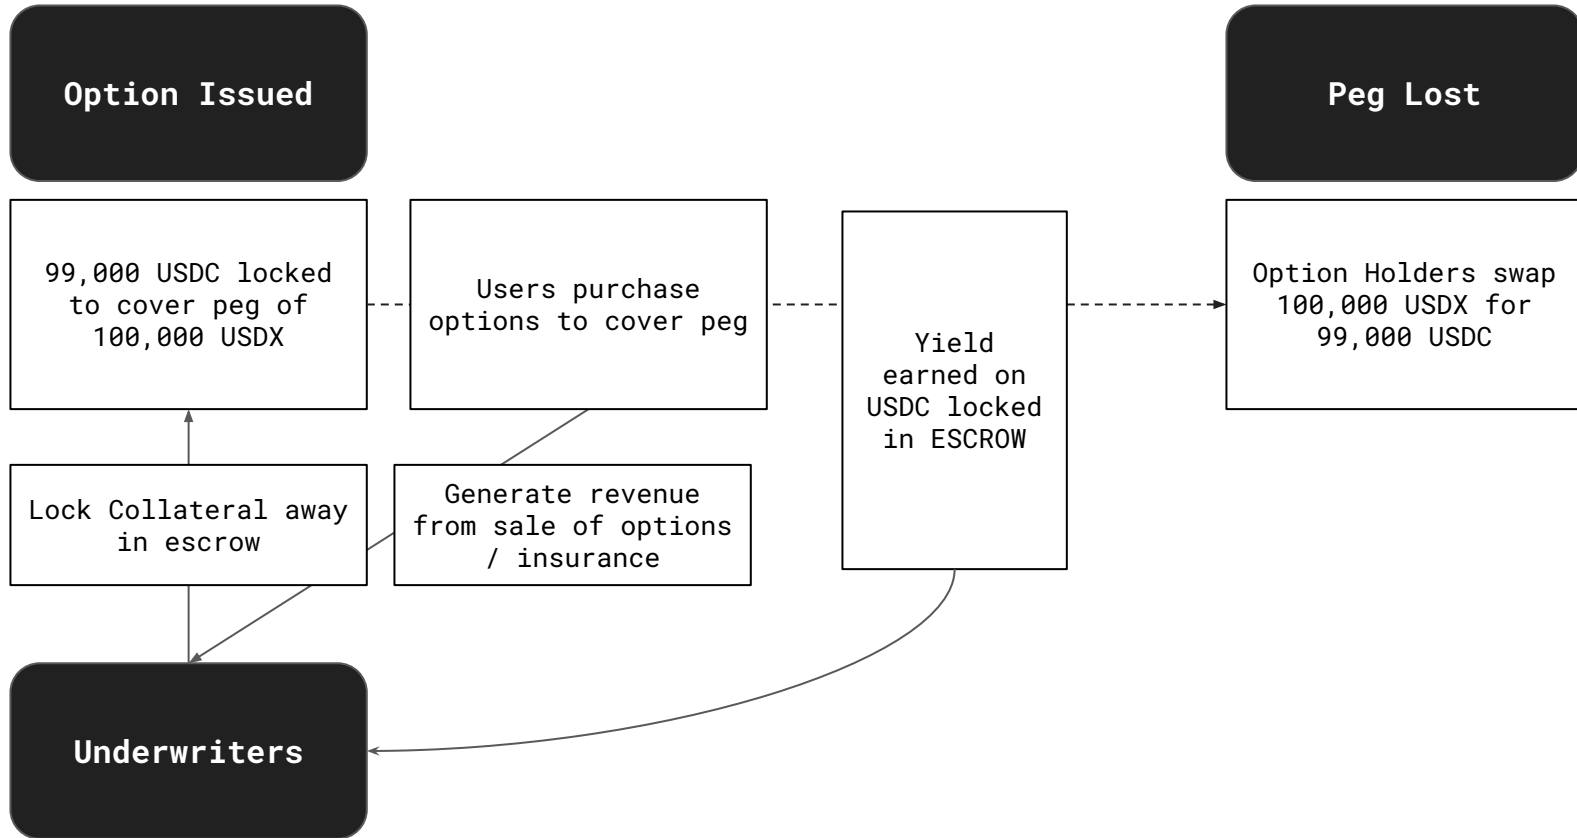 Option Issued
Peg Lost
99,000 USDC locked
to cover peg of
100,000 USDX
Users purchase
options to cover peg
Yield
earned on
USDC locked
in ESCROW
Option Holders swap
100,000 USDX for
99,000 USDC
Lock Collateral away
in escrow
Generate revenue
from sale of options
/ insurance
Underwriters